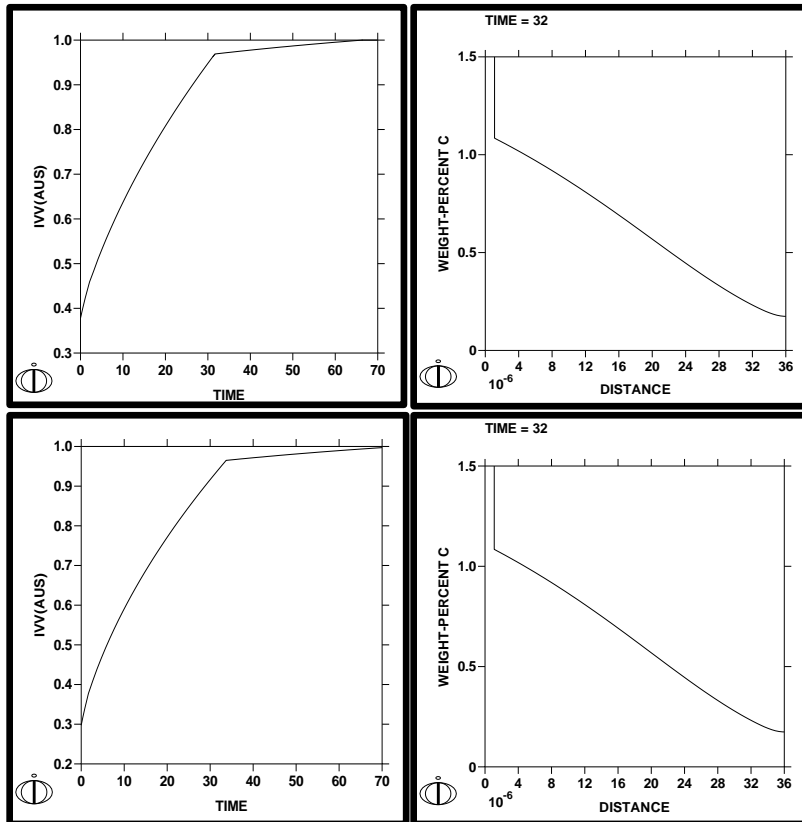 1.0
0.9
0.8
0.7
0.6
0.5
0.4
0.3
IVV(AUS)
0 10 20 30 40 50 60 70
TIME
TIME = 32
1.5
1.0
0.5
0
WEIGHT-PERCENT C
0 4 8 12 16 20 24 28 32 36
10-6
DISTANCE
1.0
0.9
0.8
0.7
0.6
0.5
0.4
0.3
0.2
IVV(AUS)
0 10 20 30 40 50 60 70
TIME
TIME = 32
1.5
1.0
0.5
0
WEIGHT-PERCENT C
0 4 8 12 16 20 24 28 32 36
10-6
DISTANCE